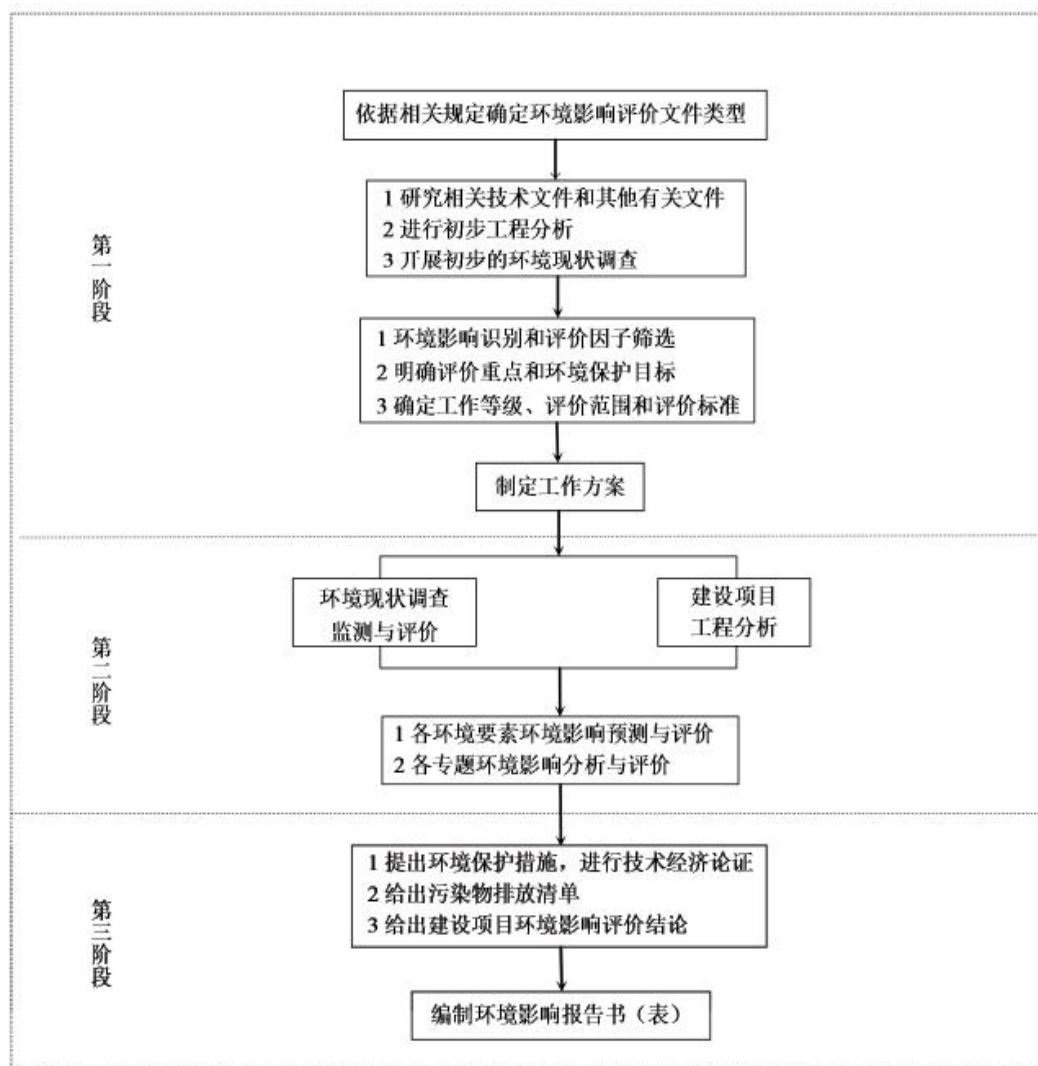 依据相关规定确定环境影响评价文件类型
1 研究相关技术文件和其他有关文件
2 进行初步工程分析
3 开展初步的环境现状调查
第一阶段
1 环境影响识别和评价因子筛选
2 明确评价重点和环境保护目标
3 确定工作等级、评价范围和评价标准
制定工作方案
环境现状调查
监测与评价
建设项目
工程分析
第二阶段
1 各环境要素环境影响预测与评价
2 各专题环境影响分析与评价
1 提出环境保护措施，进行技术经济论证
2 给出污染物排放清单
3 给出建设项目环境影响评价结论
第三阶段
编制环境影响报告书（表）